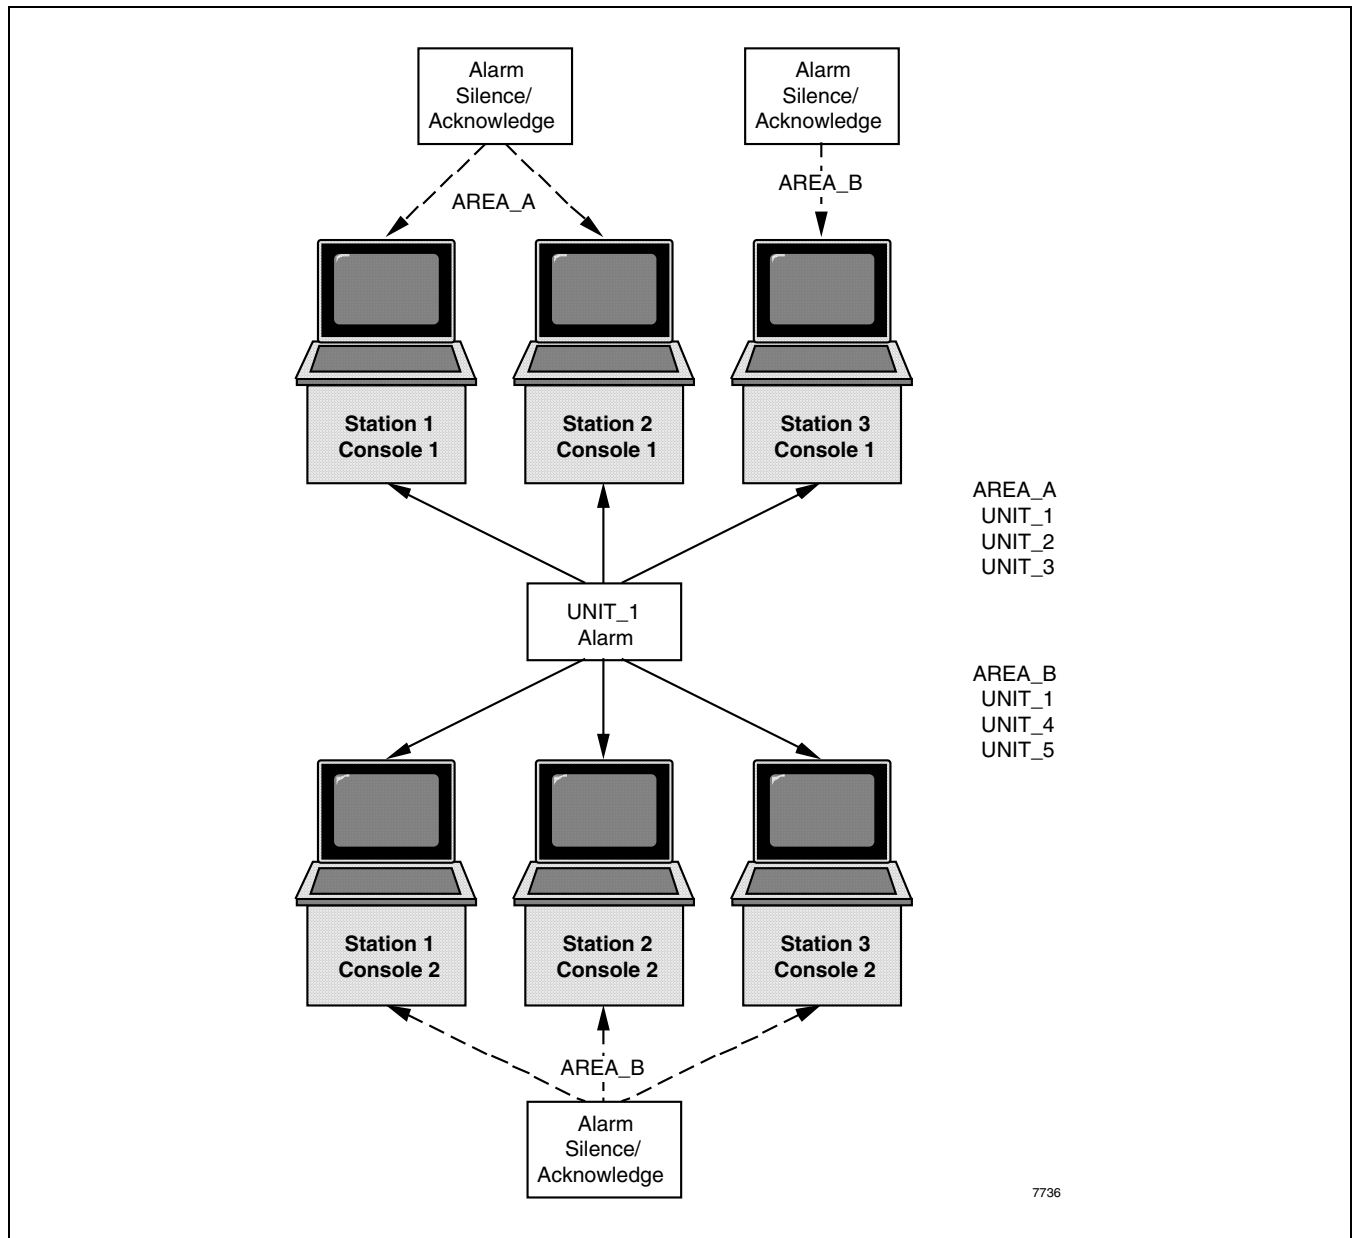 Alarm
Silence/
Acknowledge
Alarm
Silence/
Acknowledge
AREA_A
AREA_B
Station 1
Console 1
Station 2
Console 1
Station 3
Console 1
AREA_A
UNIT_1
UNIT_2
UNIT_3
UNIT_1
Alarm
AREA_B
UNIT_1
UNIT_4
UNIT_5
Station 1
Console 2
Station 2
Console 2
Station 3
Console 2
AREA_B
Alarm
Silence/
Acknowledge
7736